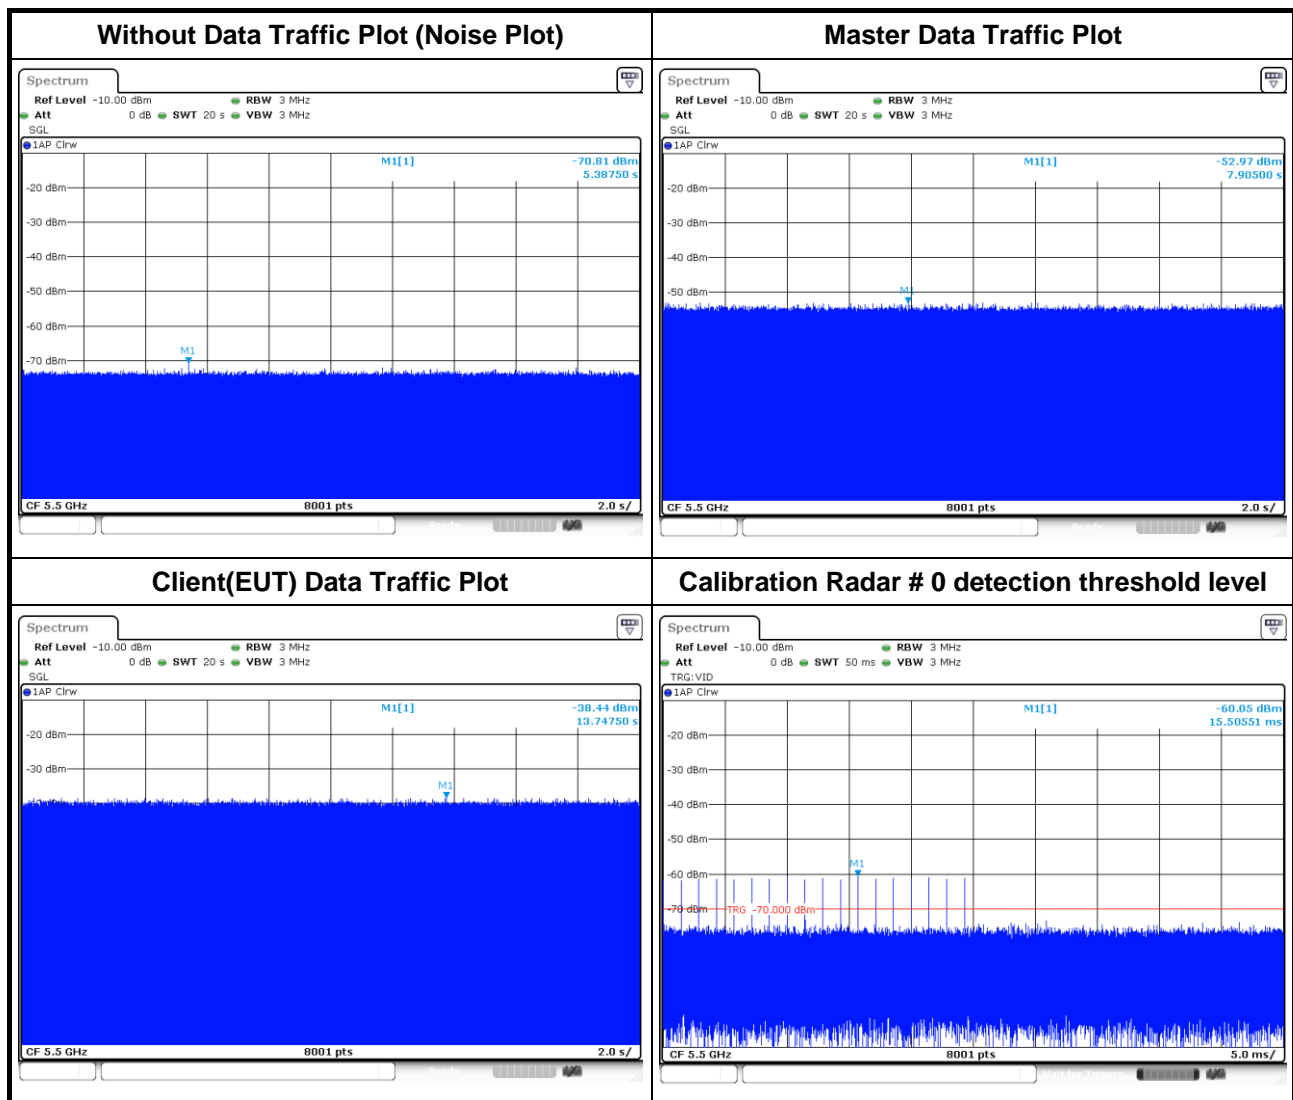 Without Data Traffic Plot (Noise Plot)
Spectrum
Ref Level -10.00 dBm RBW 3 MHz
Att 0 dB SWT 20 s VBW 3 MHz
SGL
1AP Clrw
M1[1] -70.81 dBm
5.38750 s
-20 dBm
-30 dBm
-40 dBm
-50 dBm
-60 dBm
M1
-70 dBm
CF 5.5 GHz 8001 pts 2.0 s/
Ready
Master Data Traffic Plot
Spectrum
Ref Level -10.00 dBm RBW 3 MHz
Att 0 dB SWT 20 s VBW 3 MHz
SGL
1AP Clrw
M1[1] -52.97 dBm
7.90500 s
-20 dBm
-30 dBm
-40 dBm
-50 dBm
M1
CF 5.5 GHz 8001 pts 2.0 s/
Ready
Client(EUT) Data Traffic Plot
Spectrum
Ref Level -10.00 dBm RBW 3 MHz
Att 0 dB SWT 20 s VBW 3 MHz
SGL
1AP Clrw
M1[1] -38.44 dBm
13.74750 s
-20 dBm
-30 dBm
M1
CF 5.5 GHz 8001 pts 2.0 s/
Ready
Calibration Radar # 0 detection threshold level
Spectrum
Ref Level -10.00 dBm RBW 3 MHz
Att 0 dB SWT 50 ms VBW 3 MHz
TRG:VID
1AP Clrw
M1[1] -60.05 dBm
15.50551 ms
-20 dBm
-30 dBm
-40 dBm
-50 dBm
M1
-60 dBm
-70 dBm TRG -70.000 dBm
CF 5.5 GHz 8001 pts 5.0 ms/
Wait for Trigger